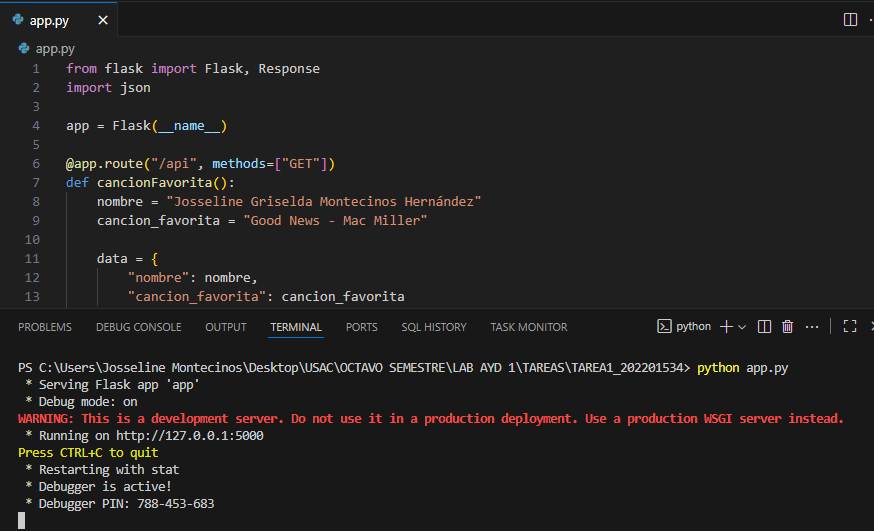 app.py
app.py
1 from flask import Flask, Response
2 import json
3
4 app = Flask(__name__)
5
6 @app.route("/api", methods=["GET"])
7 def cancionFavorita():
8 nombre = "Josseline Griselda Montecinos Hernández"
9 cancion_favorita = "Good News - Mac Miller"
10
11 data = {
12 "nombre": nombre,
13 "cancion_favorita": cancion_favorita
PROBLEMS DEBUG CONSOLE OUTPUT TERMINAL PORTS SQL HISTORY TASK MONITOR python
PS C:\Users\Josseline Montecinos\Desktop\USAC\OCTAVO SEMESTRE\LAB AYD 1\TAREAS\TAREA1_202201534> python app.py
* Serving Flask app 'app'
* Debug mode: on
WARNING: This is a development server. Do not use it in a production deployment. Use a production WSGI server instead.
* Running on http://127.0.0.1:5000
Press CTRL+C to quit
* Restarting with stat
* Debugger is active!
* Debugger PIN: 788-453-683